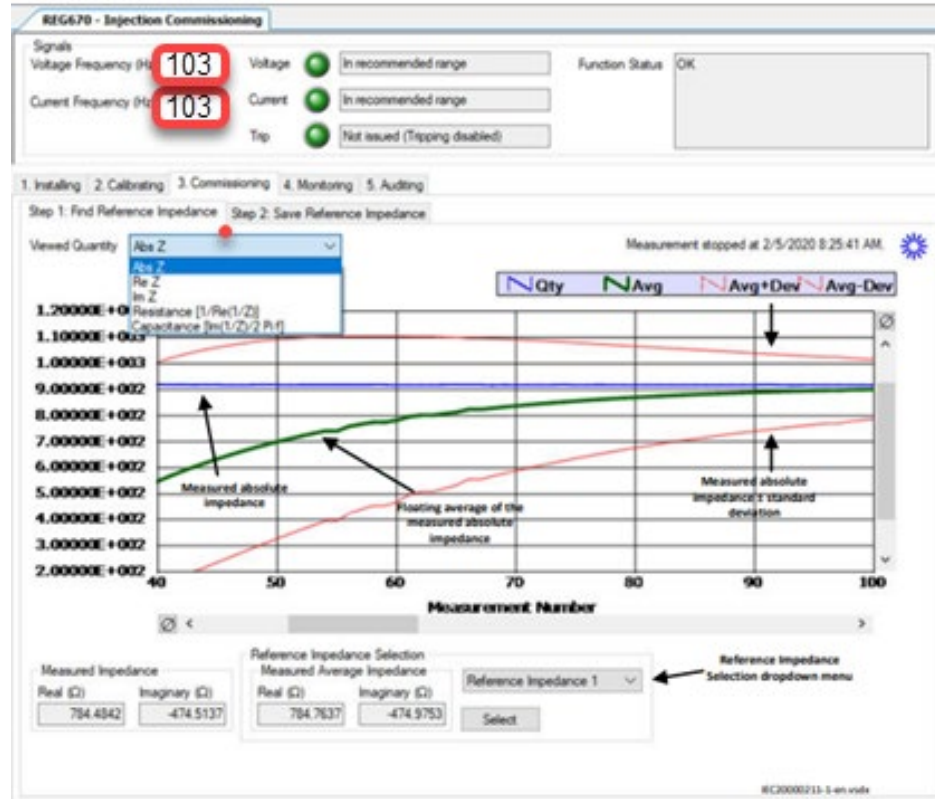 REG670 - Injection Commissioning
Signals
Voltage Frequency (Hz 103 Voltage In recommended range Function Status OK
Current Frequency (Hz 103 Current In recommended range
Trip Not issued (Tripping disabled)
1. Installing 2. Calibrating 3. Commissioning 4. Monitoring 5. Auditing
Step 1: Find Reference Impedance Step 2: Save Reference Impedance
Viewed Quantity Abs Z Measurement stopped at 2/5/2020 8:25:41 AM.
Abs Z
Re Z
Im Z
Resistance [1/Re(1/Z)]
Capacitance [Im(1/Z)/2 Pi f]
Qty Avg Avg+Dev Avg-Dev
1.20000E+0
1.10000E+003
1.00000E+003
9.00000E+002
8.00000E+002
7.00000E+002
6.00000E+002
5.00000E+002
4.00000E+002
3.00000E+002
2.00000E+002
Measured absolute
impedance
Floating average of the
measured absolute
impedance
Measured absolute
impedance ± standard
deviation
40 50 60 70 80 90 100
Measurement Number
Measured Impedance
Real (Ω) Imaginary (Ω)
784.4842 -474.5137
Reference Impedance Selection
Measured Average Impedance
Real (Ω) Imaginary (Ω)
784.7637 -474.9753
Reference Impedance 1
Select
Reference Impedance
Selection dropdown menu
IEC20000213-1-en.vsdx